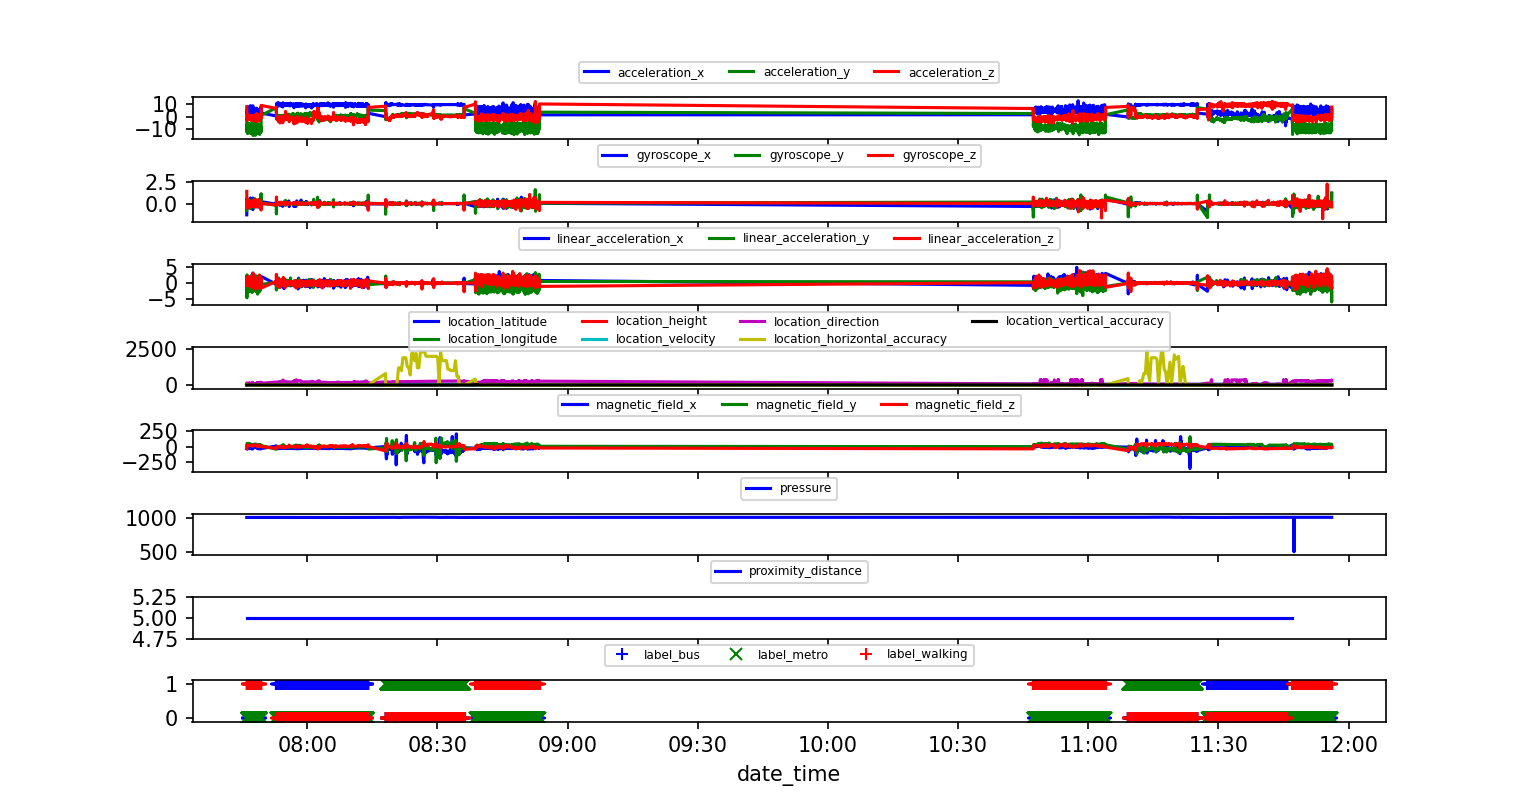 acceleration_x acceleration_y acceleration_z
10
0
−10
gyroscope_x gyroscope_y gyroscope_z
2.5
0.0
linear_acceleration_x linear_acceleration_y linear_acceleration_z
5
0
−5
location_latitude location_height location_direction location_vertical_accuracy
location_longitude location_velocity location_horizontal_accuracy
2500
0
magnetic_field_x magnetic_field_y magnetic_field_z
250
0
−250
pressure
1000
500
proximity_distance
5.25
5.00
4.75
label_bus label_metro label_walking
1
0
08:00 08:30 09:00 09:30 10:00 10:30 11:00 11:30 12:00
date_time